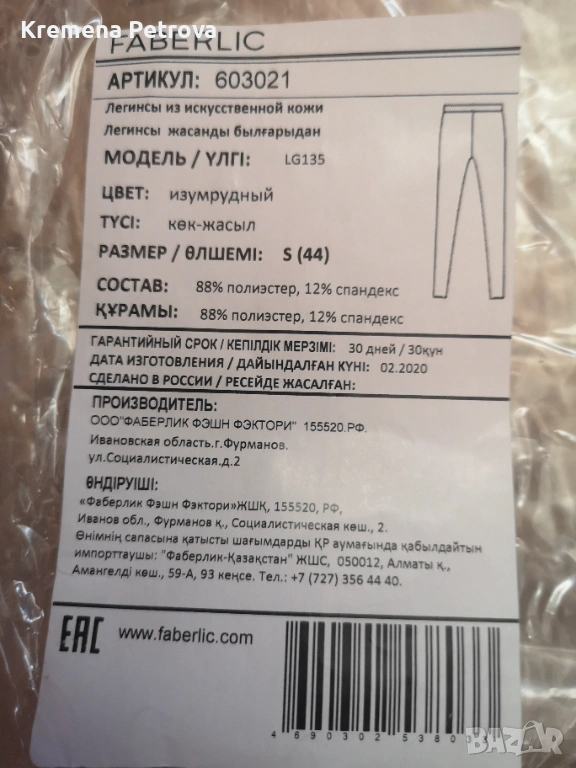 Kremena Petrova
FABERLIC
АРТИКУЛ: 603021
Легинсы из искусственной кожи
Легинсы жасанды былғарыдан
МОДЕЛЬ / ҮЛГІ: LG135
ЦВЕТ: изумрудный
ТҮСІ: көк-жасыл
РАЗМЕР / ӨЛШЕМІ: S (44)
СОСТАВ: 88% полиэстер, 12% спандекс
ҚҰРАМЫ: 88% полиэстер, 12% спандекс
ГАРАНТИЙНЫЙ СРОК / КЕПІЛДІК МЕРЗІМІ: 30 дней / 30күн
ДАТА ИЗГОТОВЛЕНИЯ / ДАЙЫНДАЛҒАН КҮНІ: 02.2020
СДЕЛАНО В РОССИИ / РЕСЕЙДЕ ЖАСАЛҒАН:
ПРОИЗВОДИТЕЛЬ:
ООО"ФАБЕРЛИК ФЭШН ФЭКТОРИ" 155520.РФ.
Ивановская область.г.Фурманов.
ул.Социалистическая.д.2
ӨНДІРУІШІ:
«Фаберлик Фэшн Фэктори»ЖШҚ, 155520, РФ,
Иванов обл., Фурманов қ., Социалистическая көш., 2.
Өнімнің сапасына қатысты шағымдарды ҚР аумағында қабылдайтын
импорттаушы: "Фаберлик-Қазақстан" ЖШС, 050012, Алматы қ.,
Амангелді көш., 59-А, 93 кеңсе. Тел.: +7 (727) 356 44 40.
EAC www.faberlic.com
BAZAR